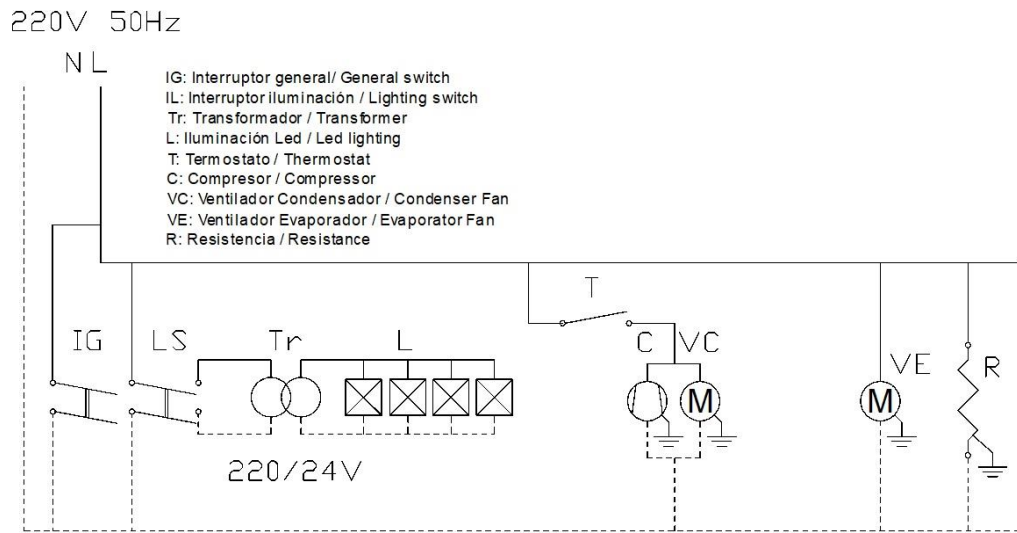 220V 50Hz
N L
IG: Interruptor general/ General switch
IL: Interruptor iluminación / Lighting switch
Tr: Transformador / Transformer
L: Iluminación Led / Led lighting
T: Termostato / Thermostat
C: Compresor / Compressor
VC: Ventilador Condensador / Condenser Fan
VE: Ventilador Evaporador / Evaporator Fan
R: Resistencia / Resistance
T
IG LS Tr L C VC VE R
M M
220/24V